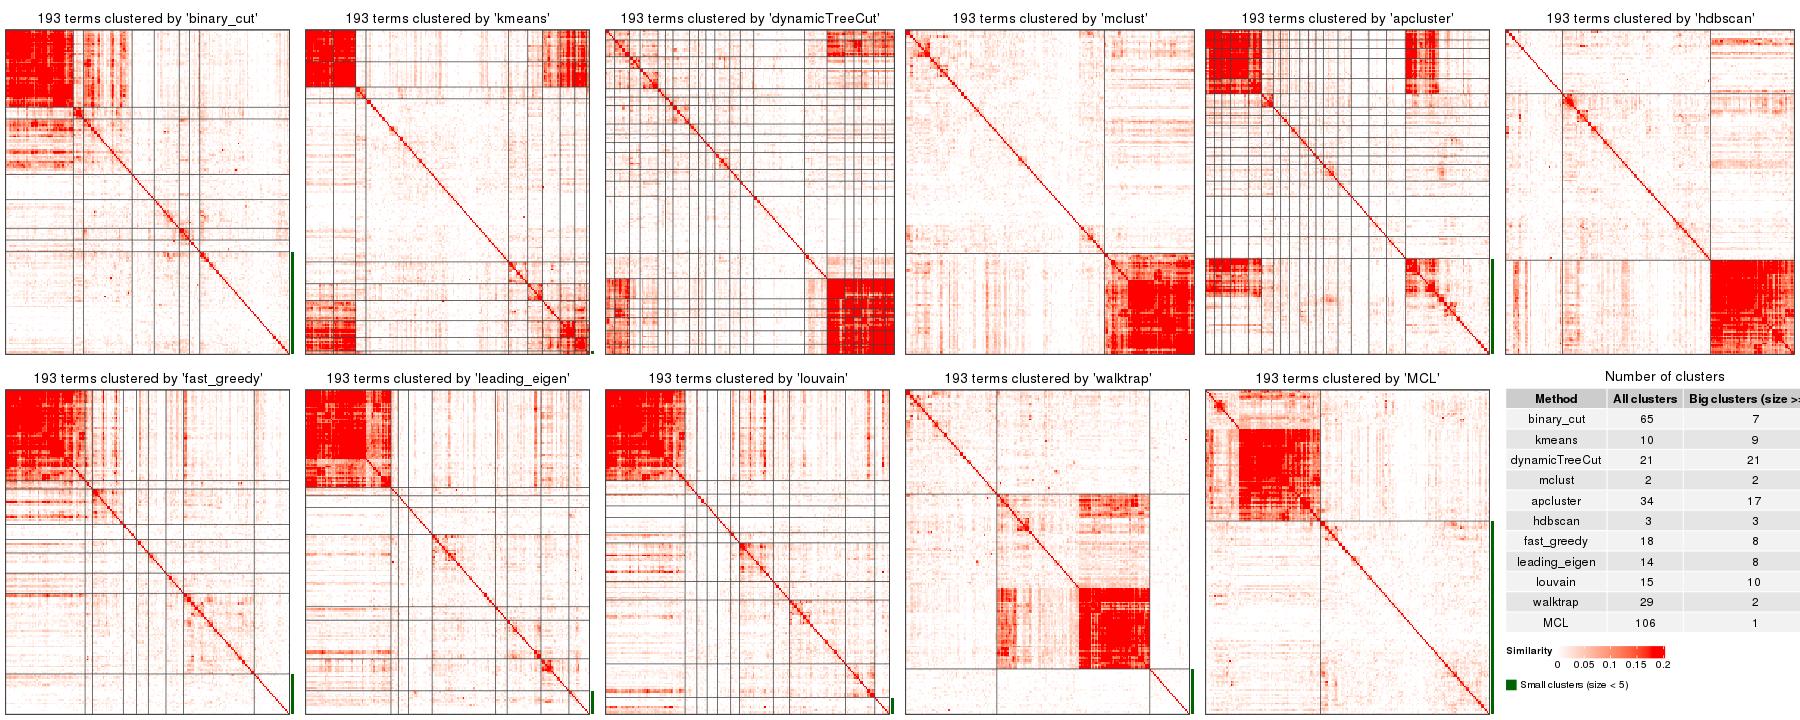 193 terms clustered by 'binary_cut'
193 terms clustered by 'kmeans'
193 terms clustered by 'dynamicTreeCut'
193 terms clustered by 'mclust'
193 terms clustered by 'apcluster'
193 terms clustered by 'hdbscan'
193 terms clustered by 'fast_greedy'
193 terms clustered by 'leading_eigen'
193 terms clustered by 'louvain'
193 terms clustered by 'walktrap'
193 terms clustered by 'MCL'
Number of clusters
Method All clusters Big clusters (size >=
binary_cut 65 7
kmeans 10 9
dynamicTreeCut 21 21
mclust 2 2
apcluster 34 17
hdbscan 3 3
fast_greedy 18 8
leading_eigen 14 8
louvain 15 10
walktrap 29 2
MCL 106 1
Similarity
0 0.05 0.1 0.15 0.2
Small clusters (size < 5)